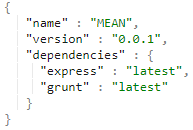 {
  "name" : "MEAN",
  "version" : "0.0.1",
  "dependencies" : {
    "express" : "latest",
    "grunt" : "latest"
  }
}